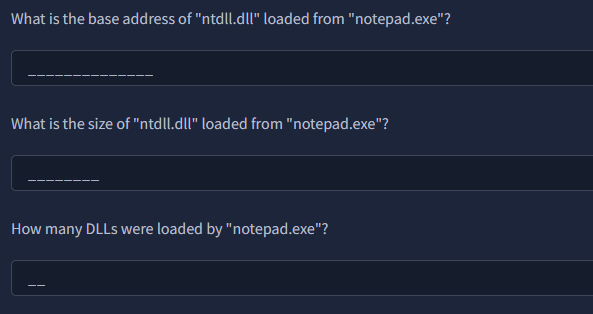 What is the base address of "ntdll.dll" loaded from "notepad.exe"?
______________
What is the size of "ntdll.dll" loaded from "notepad.exe"?
________
How many DLLs were loaded by "notepad.exe"?
__